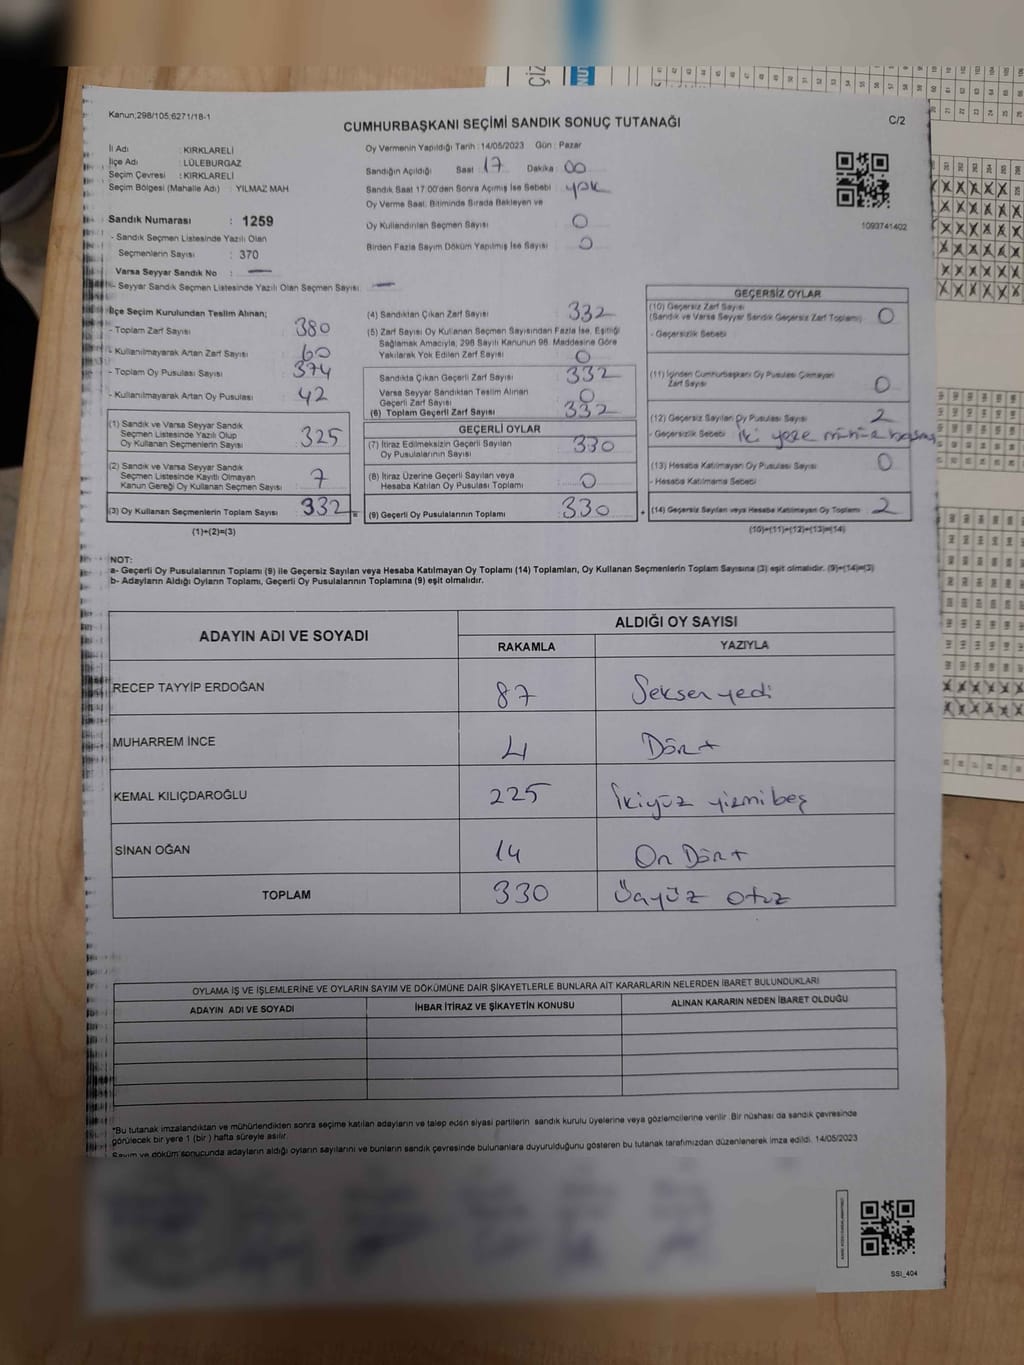 Kanun;298/105;6271/18-1
CUMHURBAŞKANI SEÇİMİ SANDIK SONUÇ TUTANAĞI
C/2
İl Adı : KIRKLARELİ
İlçe Adı : LÜLEBURGAZ
Seçim Çevresi : KIRKLARELİ
Seçim Bölgesi (Mahalle Adı) : YILMAZ MAH
Sandık Numarası : 1259
- Sandık Seçmen Listesinde Yazılı Olan
Seçmenlerin Sayısı : 370
Varsa Seyyar Sandık No : —
- Seyyar Sandık Seçmen Listesinde Yazılı Olan Seçmen Sayısı: —
Oy Vermenin Yapıldığı Tarih : 14/05/2023 Gün : Pazar
Sandığın Açıldığı Saat : 17 Dakika : 00
Sandık Saat 17:00'den Sonra Açmış İse Sebebi : yok
Oy Verme Saati Bitiminde Sırada Bekleyen ve
Oy Kullandırılan Seçmen Sayısı : 0
Birden Fazla Sayım Döküm Yapılmış İse Sayısı : 0
1093741402
İlçe Seçim Kurulundan Teslim Alınan;
- Toplam Zarf Sayısı : 380
- Kullanılmayarak Artan Zarf Sayısı : 60
- Toplam Oy Pusulası Sayısı : 374
- Kullanılmayarak Artan Oy Pusulası : 42
(1) Sandık ve Varsa Seyyar Sandık
Seçmen Listesinde Yazılı Olup
Oy Kullanan Seçmenlerin Sayısı : 325
(2) Sandık ve Varsa Seyyar Sandık
Seçmen Listesinde Kayıtlı Olmayan
Kanun Gereği Oy Kullanan Seçmen Sayısı : 7
(3) Oy Kullanan Seçmenlerin Toplam Sayısı : 332
(1)+(2)=(3)
(4) Sandıktan Çıkan Zarf Sayısı : 332
(5) Zarf Sayısı Oy Kullanan Seçmen Sayısından Fazla İse, Eşitliği
Sağlamak Amacıyla, 298 Sayılı Kanunun 98. Maddesine Göre
Yakılarak Yok Edilen Zarf Sayısı : 0
Sandıkta Çıkan Geçerli Zarf Sayısı : 332
Varsa Seyyar Sandıktan Teslim Alınan
Geçerli Zarf Sayısı : 0
(6) Toplam Geçerli Zarf Sayısı : 332
GEÇERLİ OYLAR
(7) İtiraz Edilmeksizin Geçerli Sayılan
Oy Pusulalarının Sayısı : 330
(8) İtiraz Üzerine Geçerli Sayılan veya
Hesaba Katılan Oy Pusulası Toplamı : 0
(9) Geçerli Oy Pusulalarının Toplamı : 330
GEÇERSİZ OYLAR
(10) Geçersiz Zarf Sayısı
(Sandık ve Varsa Seyyar Sandık Geçersiz Zarf Toplamı) : 0
- Geçersizlik Sebebi
(11) İçinden Cumhurbaşkanı Oy Pusulası Çıkmayan
Zarf Sayısı : 0
(12) Geçersiz Sayılan Oy Pusulası Sayısı : 2
- Geçersizlik Sebebi : iki yere mühür basma
(13) Hesaba Katılmayan Oy Pusulası Sayısı : 0
- Hesaba Katılmama Sebebi
(14) Geçersiz Sayılan veya Hesaba Katılmayan Oy Toplamı : 2
(10)+(11)+(12)+(13)=(14)
NOT:
a- Geçerli Oy Pusulalarının Toplamı (9) ile Geçersiz Sayılan veya Hesaba Katılmayan Oy Toplamı (14) Toplamları, Oy Kullanan Seçmenlerin Toplam Sayısına (3) eşit olmalıdır. (9)+(14)=(3)
b- Adayların Aldığı Oyların Toplamı, Geçerli Oy Pusulalarının Toplamına (9) eşit olmalıdır.
ADAYIN ADI VE SOYADI
ALDIĞI OY SAYISI
RAKAMLA YAZIYLA
RECEP TAYYİP ERDOĞAN 87 Seksen yedi
MUHARREM İNCE 4 Dört
KEMAL KILIÇDAROĞLU 225 İkiyüz yirmi beş
SİNAN OĞAN 14 On Dört
TOPLAM 330 Üçyüz otuz
OYLAMA İŞ VE İŞLEMLERİNE VE OYLARIN SAYIM VE DÖKÜMÜNE DAİR ŞİKAYETLERLE BUNLARA AİT KARARLARIN NELERDEN İBARET BULUNDUKLARI
ADAYIN ADI VE SOYADI İHBAR İTİRAZ VE ŞİKAYETİN KONUSU ALINAN KARARIN NEDEN İBARET OLDUĞU
*Bu tutanak imzalandıktan ve mühürlendikten sonra seçime katılan adayların ve talep eden siyasi partilerin sandık kurulu üyelerine veya gözlemcilerine verilir. Bir nüshası da sandık çevresinde
görülecek bir yere 1 (bir) hafta süreyle asılır.
Sayım ve döküm sonucunda adayların aldığı oyların sayılarını ve bunların sandık çevresinde bulunanlara duyurulduğunu gösteren bu tutanak tarafımızdan düzenlenerek imza edildi. 14/05/2023
SSI_404